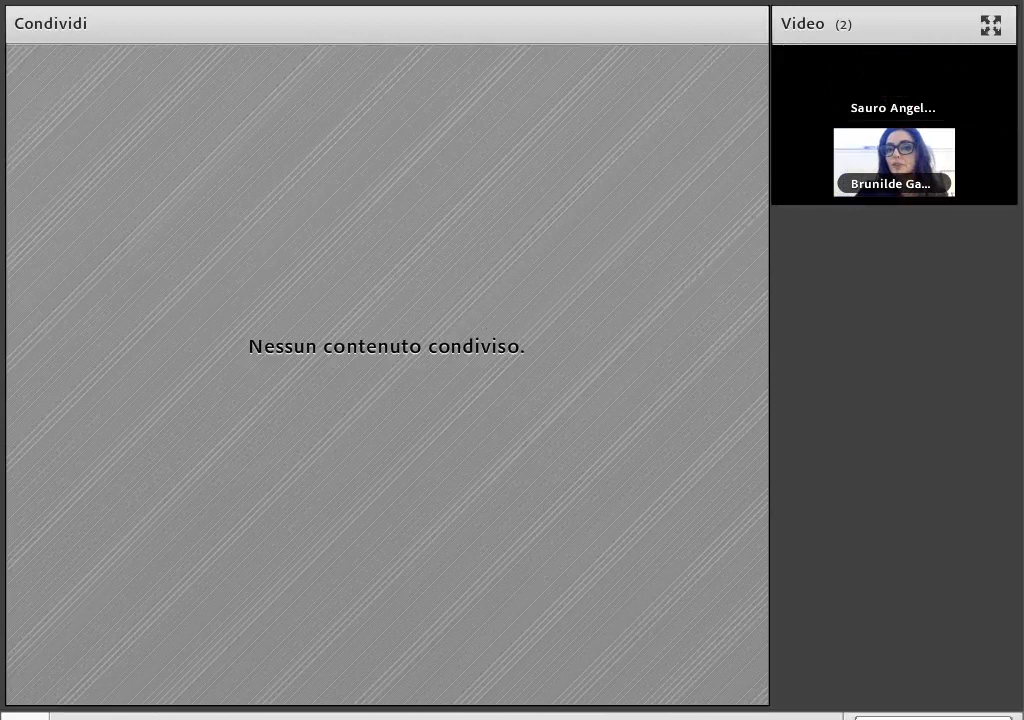 Condividi
Video (2)
Sauro Angel...
Brunilde Ga...
Nessun contenuto condiviso.